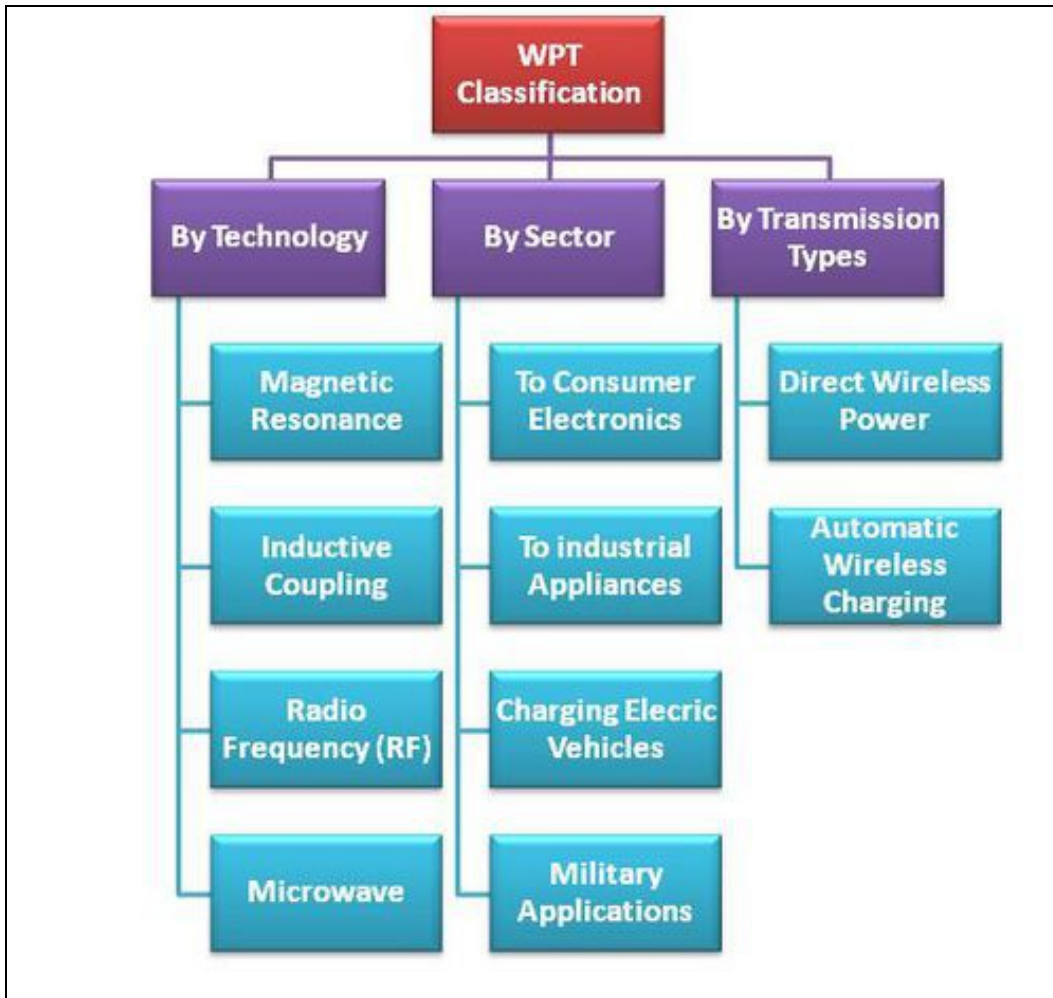 WPT
Classification
By Technology
By Sector
By Transmission
Types
Magnetic
Resonance
To Consumer
Electronics
Direct Wireless
Power
Inductive
Coupling
To industrial
Appliances
Automatic
Wireless
Charging
Radio
Frequency (RF)
Charging Elecric
Vehicles
Microwave
Military
Applications